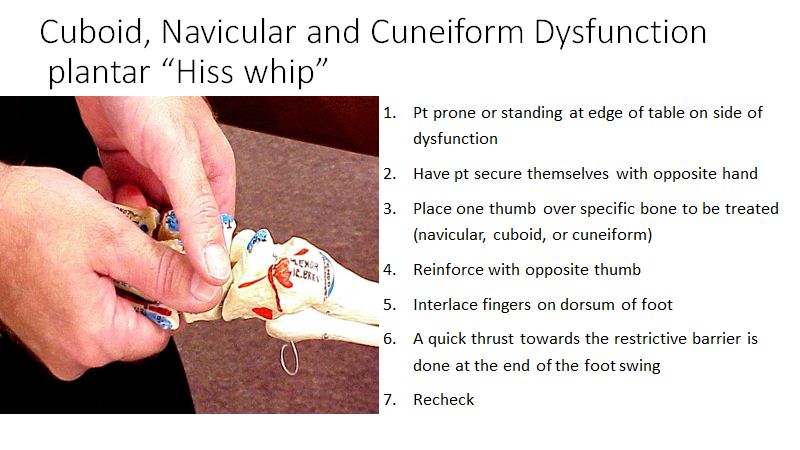 Cuboid, Navicular and Cuneiform Dysfunction
plantar “Hiss whip”
1. Pt prone or standing at edge of table on side of
dysfunction
2. Have pt secure themselves with opposite hand
3. Place one thumb over specific bone to be treated
(navicular, cuboid, or cuneiform)
4. Reinforce with opposite thumb
5. Interlace fingers on dorsum of foot
6. A quick thrust towards the restrictive barrier is
done at the end of the foot swing
7. Recheck